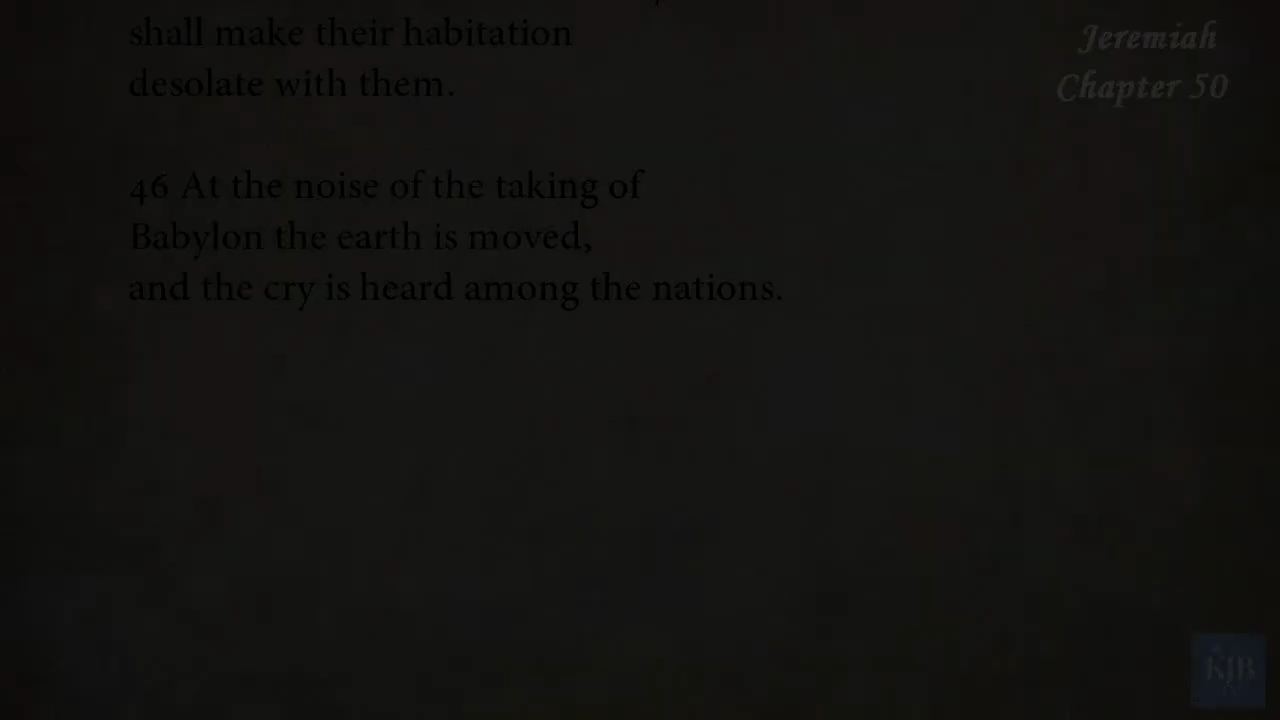 shall make their habitation
desolate with them.
46 At the noise of the taking of
Babylon the earth is moved,
and the cry is heard among the nations.
Jeremiah
Chapter 50
KJB